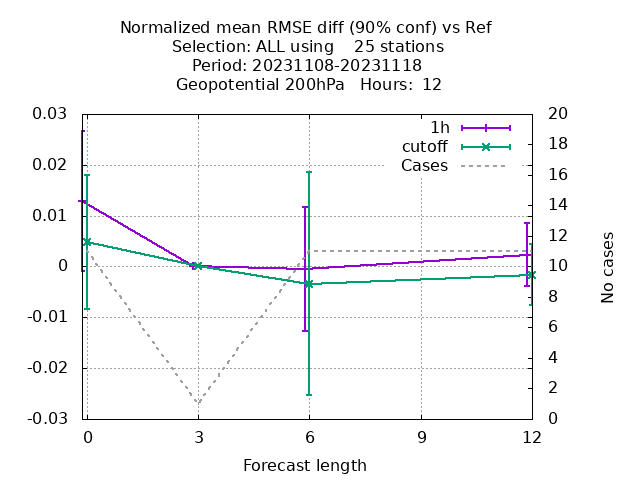 Normalized mean RMSE diff (90% conf) vs Ref
Selection: ALL using    25 stations
Period: 20231108-20231118
Geopotential 200hPa   Hours:  12
0.03
0.02
0.01
0
-0.01
-0.02
-0.03
1h
cutoff
Cases
20
18
16
14
12
10
8
6
4
2
0
No cases
0 3 6 9 12
Forecast length